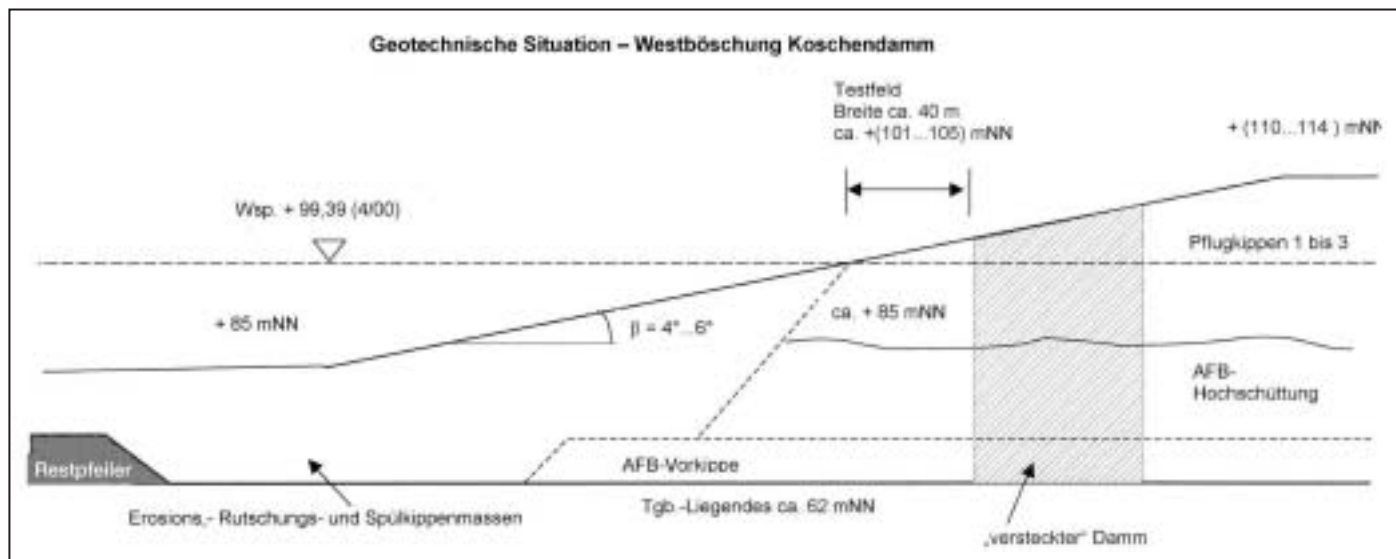 Geotechnische Situation – Westböschung Koschendamm
Testfeld
Breite ca. 40 m
ca. +(101...105) mNN
+ (110...114 ) mNN
Wsp. + 99,39 (4/00)
Pflugkippen 1 bis 3
+ 85 mNN
β = 4°...6°
ca. + 85 mNN
AFB-
Hochschüttung
Restpfeiler
AFB-Vorkippe
Erosions,- Rutschungs- und Spülkippenmassen
Tgb.-Liegendes ca. 62 mNN
„versteckter“ Damm